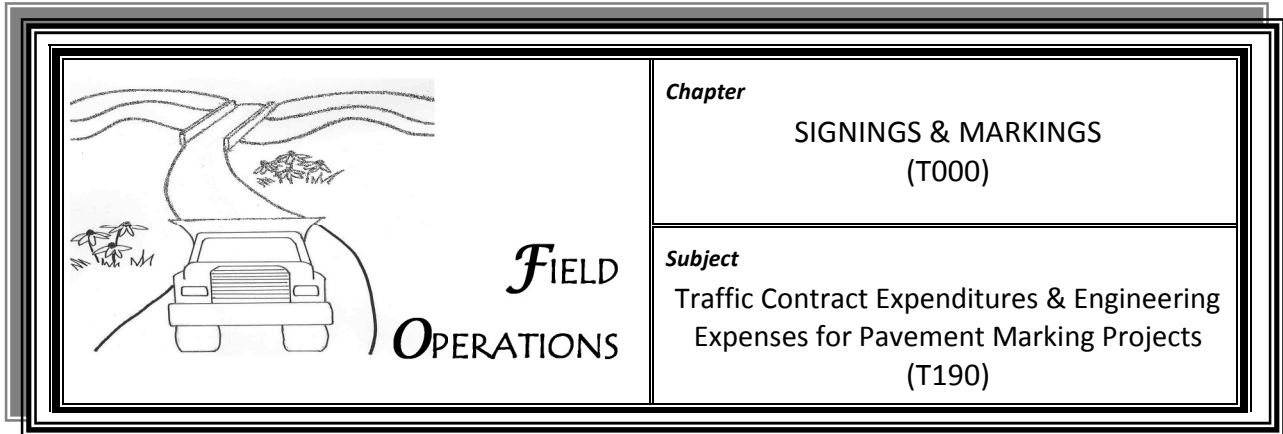 FIELD
OPERATIONS
Chapter
SIGNINGS & MARKINGS
(T000)
Subject
Traffic Contract Expenditures & Engineering
Expenses for Pavement Marking Projects
(T190)